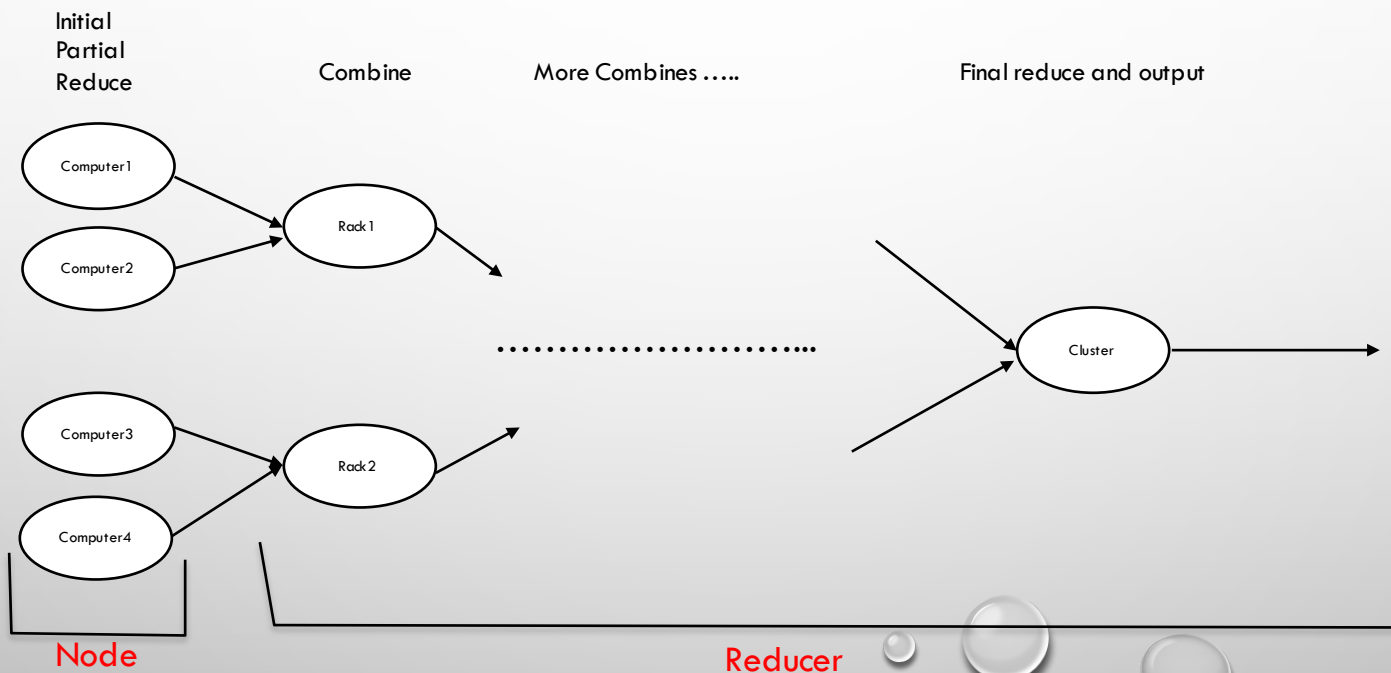 Initial
Partial
Reduce
Combine
More Combines …..
Final reduce and output
Computer1
Computer2
Rack1
……………………...
Cluster
Computer3
Rack2
Computer4
Node
Reducer